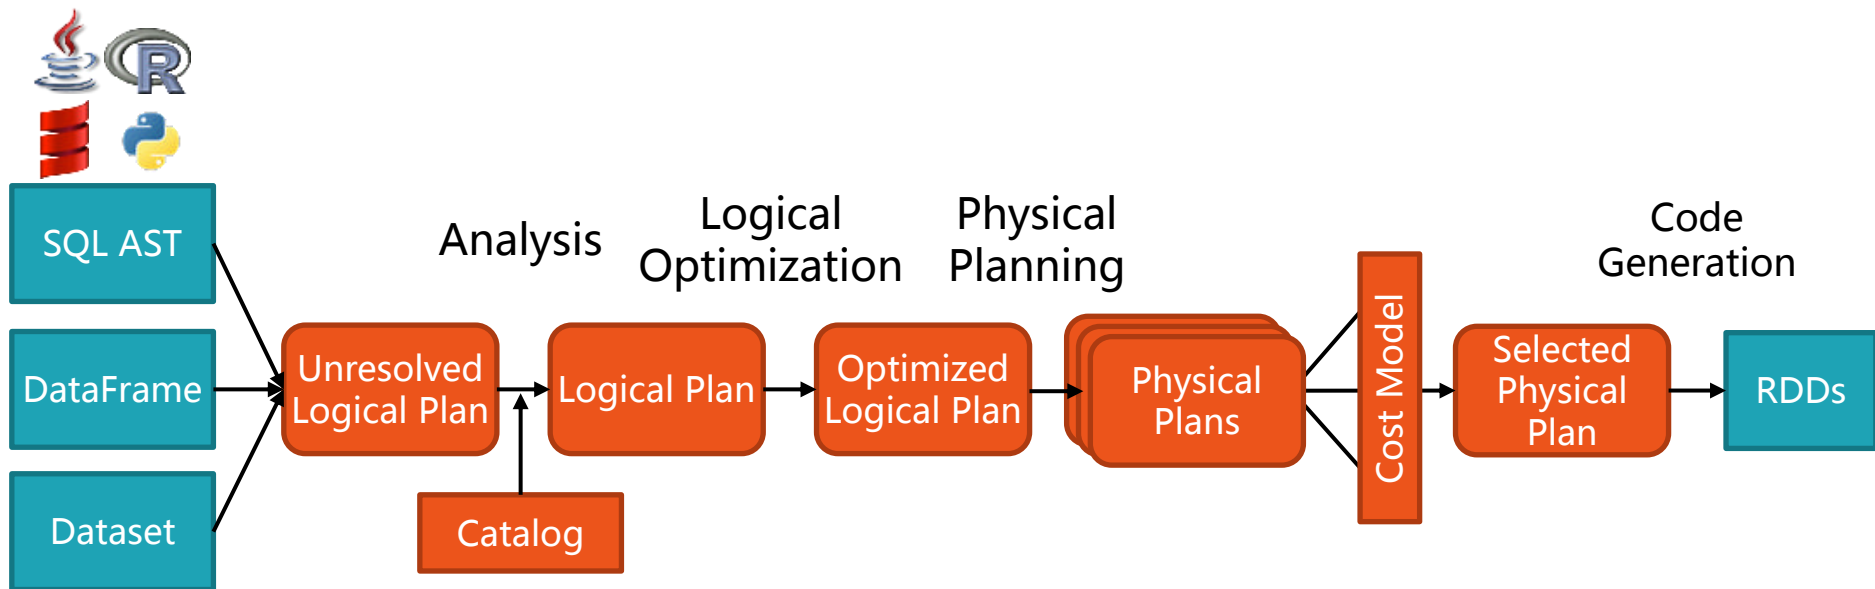 R
SQL AST
DataFrame
Dataset
Analysis
Logical
Optimization
Physical
Planning
Code
Generation
Unresolved
Logical Plan
Catalog
Logical Plan
Optimized
Logical Plan
Physical
Plans
Cost Model
Selected
Physical
Plan
RDDs